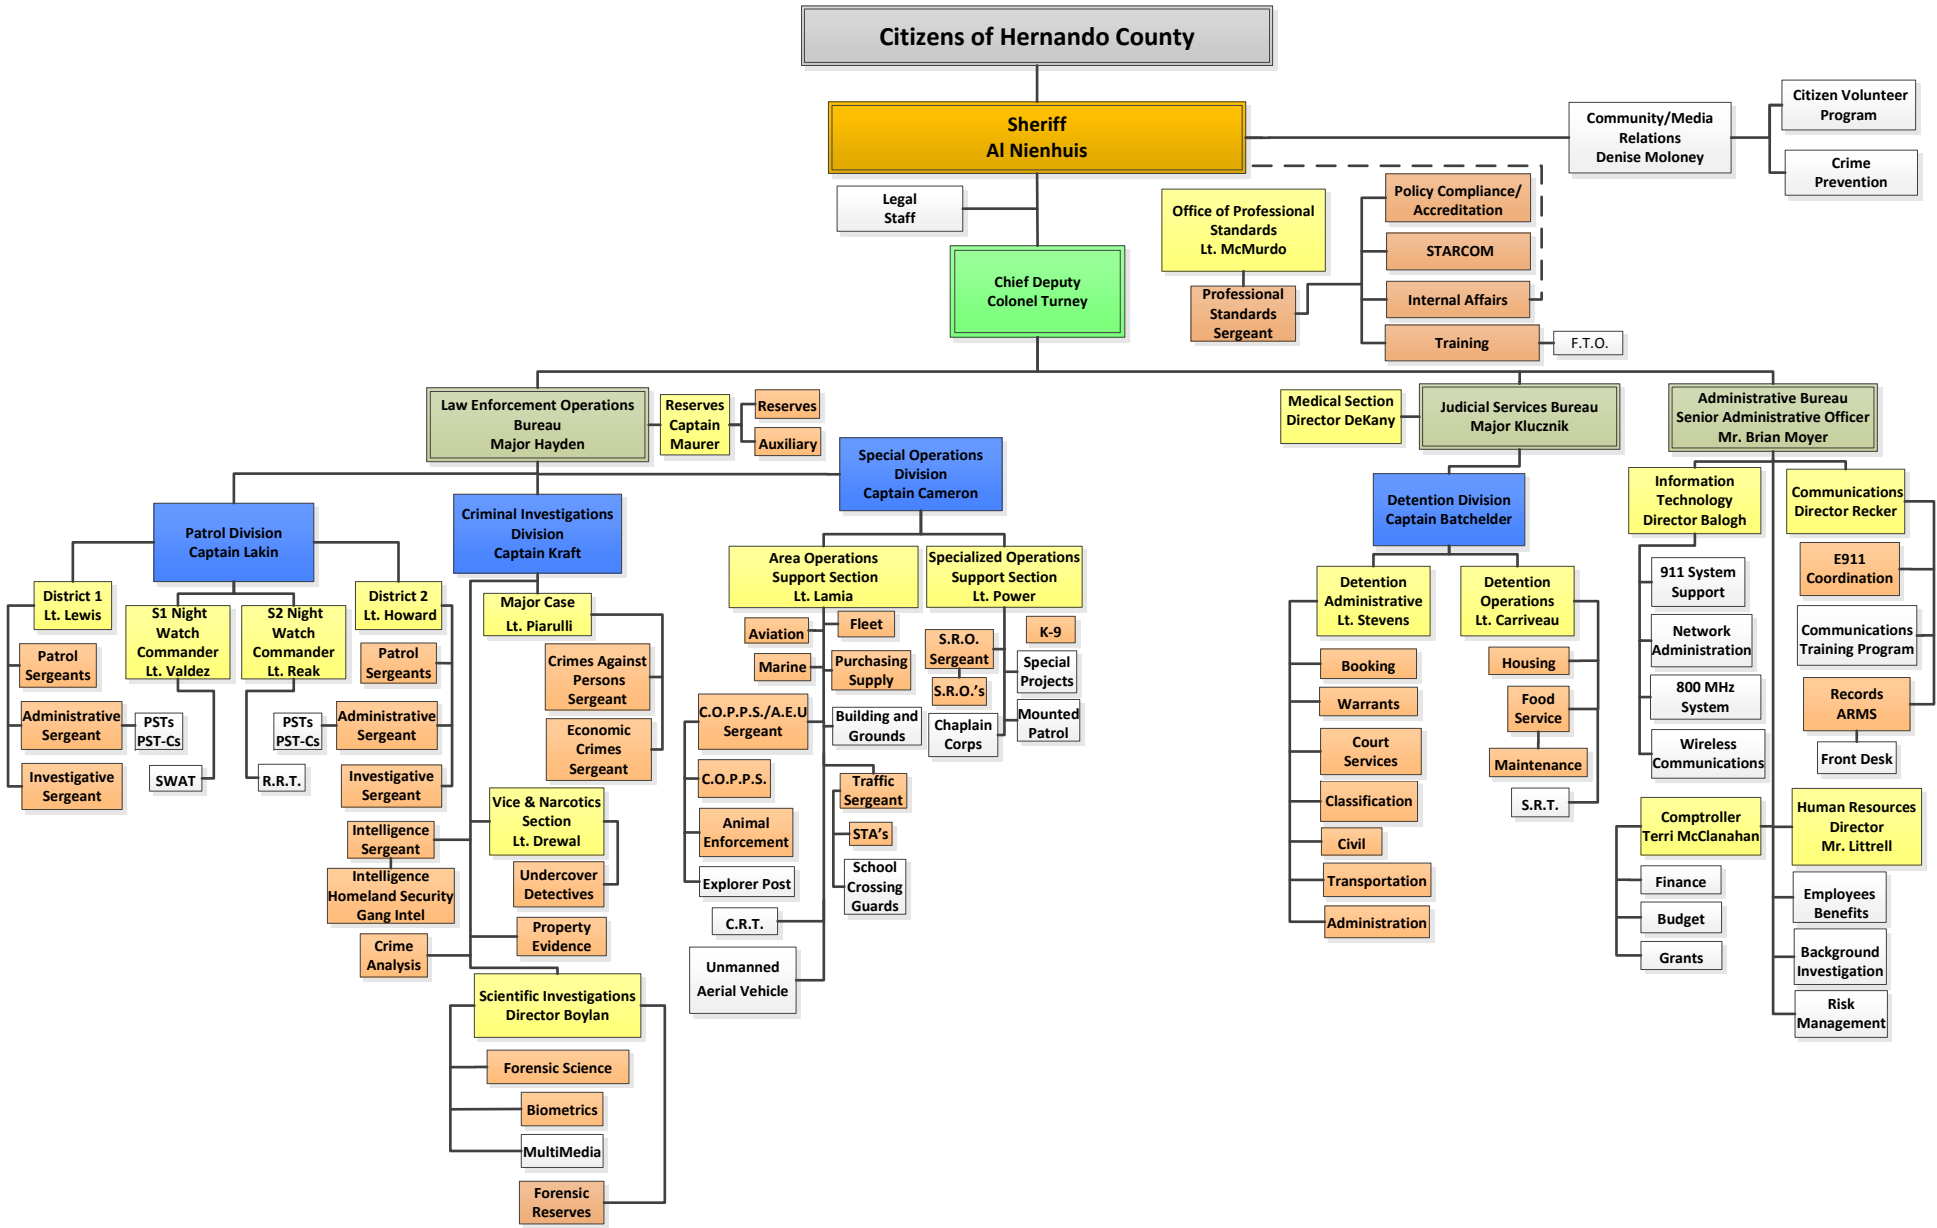 Citizens of Hernando County
Sheriff
Al Nienhuis
Community/Media
Relations
Denise Moloney
Citizen Volunteer
Program
Crime
Prevention
Legal
Staff
Office of Professional
Standards
Lt. McMurdo
Professional
Standards
Sergeant
Policy Compliance/
Accreditation
STARCOM
Internal Affairs
Training
F.T.O.
Chief Deputy
Colonel Turney
Law Enforcement Operations
Bureau
Major Hayden
Reserves
Captain
Maurer
Reserves
Auxiliary
Medical Section
Director DeKany
Judicial Services Bureau
Major Klucznik
Administrative Bureau
Senior Administrative Officer
Mr. Brian Moyer
Patrol Division
Captain Lakin
Criminal Investigations
Division
Captain Kraft
Special Operations
Division
Captain Cameron
Detention Division
Captain Batchelder
Information
Technology
Director Balogh
Communications
Director Recker
District 1
Lt. Lewis
Patrol
Sergeants
Administrative
Sergeant
PSTs
PST-Cs
Investigative
Sergeant
S1 Night
Watch
Commander
Lt. Valdez
SWAT
S2 Night
Watch
Commander
Lt. Reak
R.R.T.
District 2
Lt. Howard
Patrol
Sergeants
PSTs
PST-Cs
Administrative
Sergeant
Investigative
Sergeant
Major Case
Lt. Piarulli
Crimes Against
Persons
Sergeant
Economic
Crimes
Sergeant
Vice & Narcotics
Section
Lt. Drewal
Undercover
Detectives
Intelligence
Sergeant
Intelligence
Homeland Security
Gang Intel
Property
Evidence
Crime
Analysis
Scientific Investigations
Director Boylan
Forensic Science
Biometrics
MultiMedia
Forensic
Reserves
Area Operations
Support Section
Lt. Lamia
Aviation
Fleet
Marine
Purchasing
Supply
C.O.P.P.S./A.E.U
Sergeant
Building and
Grounds
C.O.P.P.S.
Animal
Enforcement
Explorer Post
Traffic
Sergeant
STA's
School
Crossing
Guards
C.R.T.
Unmanned
Aerial Vehicle
Specialized Operations
Support Section
Lt. Power
S.R.O.
Sergeant
S.R.O.'s
K-9
Special
Projects
Chaplain
Corps
Mounted
Patrol
Detention
Administrative
Lt. Stevens
Booking
Warrants
Court
Services
Classification
Civil
Transportation
Administration
Detention
Operations
Lt. Carriveau
Housing
Food
Service
Maintenance
S.R.T.
911 System
Support
Network
Administration
800 MHz
System
Wireless
Communications
E911
Coordination
Communications
Training Program
Records
ARMS
Front Desk
Comptroller
Terri McClanahan
Finance
Budget
Grants
Human Resources
Director
Mr. Littrell
Employees
Benefits
Background
Investigation
Risk
Management